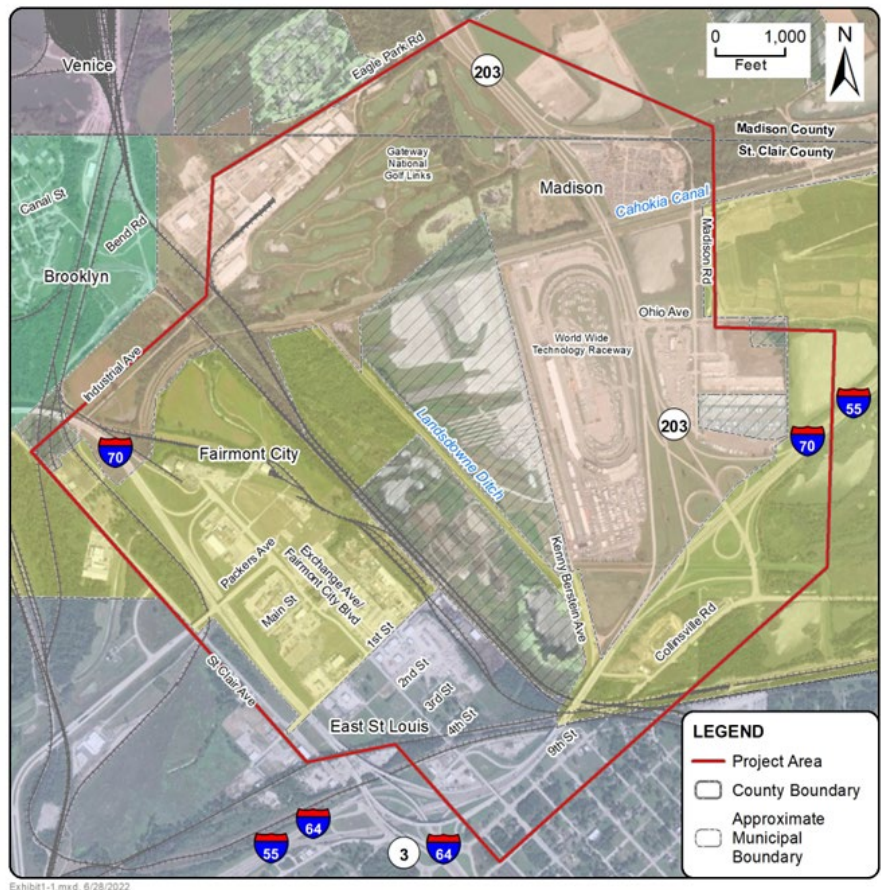 Venice
Eagle Park Rd
203
0 1,000
Feet
N
Madison County
St. Clair County
Gateway
National
Golf Links
Madison
Cahokia Canal
Canal St
Bend Rd
Brooklyn
Madison Rd
Ohio Ave
World Wide
Technology Raceway
Industrial Ave
55
203
70
70
Fairmont City
Landsdowne Ditch
Packers Ave
Exchange Ave/
Fairmont City Blvd
Main St
Kenny Berstein Ave
1st St
Collinsville Rd
2nd St
St Clair Ave
3rd St
4th St
East St Louis
9th St
64
55
3
64
LEGEND
Project Area
County Boundary
Approximate
Municipal
Boundary
Exhibit1-1.mxd 6/28/2022